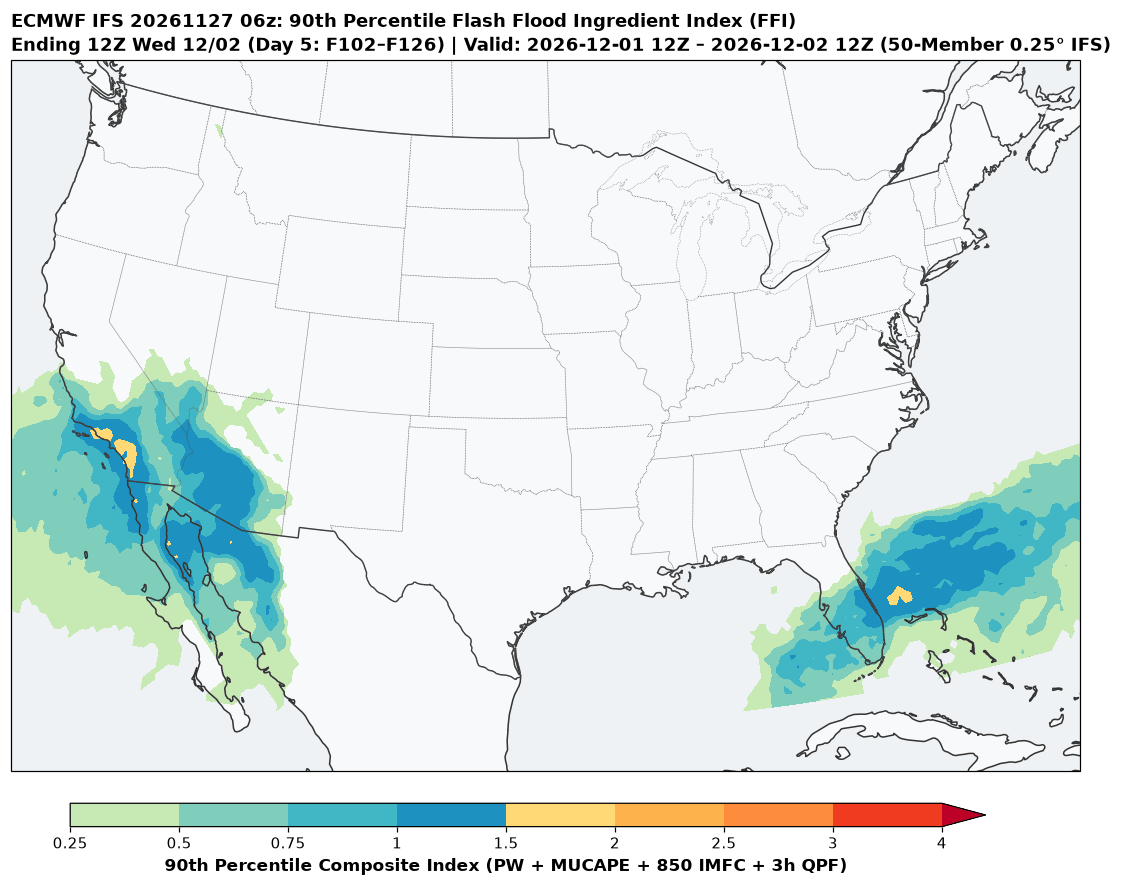 ECMWF IFS 20261127 06z: 90th Percentile Flash Flood Ingredient Index (FFI)
Ending 12Z Wed 12/02 (Day 5: F102–F126) | Valid: 2026-12-01 12Z – 2026-12-02 12Z (50-Member 0.25° IFS)
0.25 0.5 0.75 1 1.5 2 2.5 3 4
90th Percentile Composite Index (PW + MUCAPE + 850 IMFC + 3h QPF)